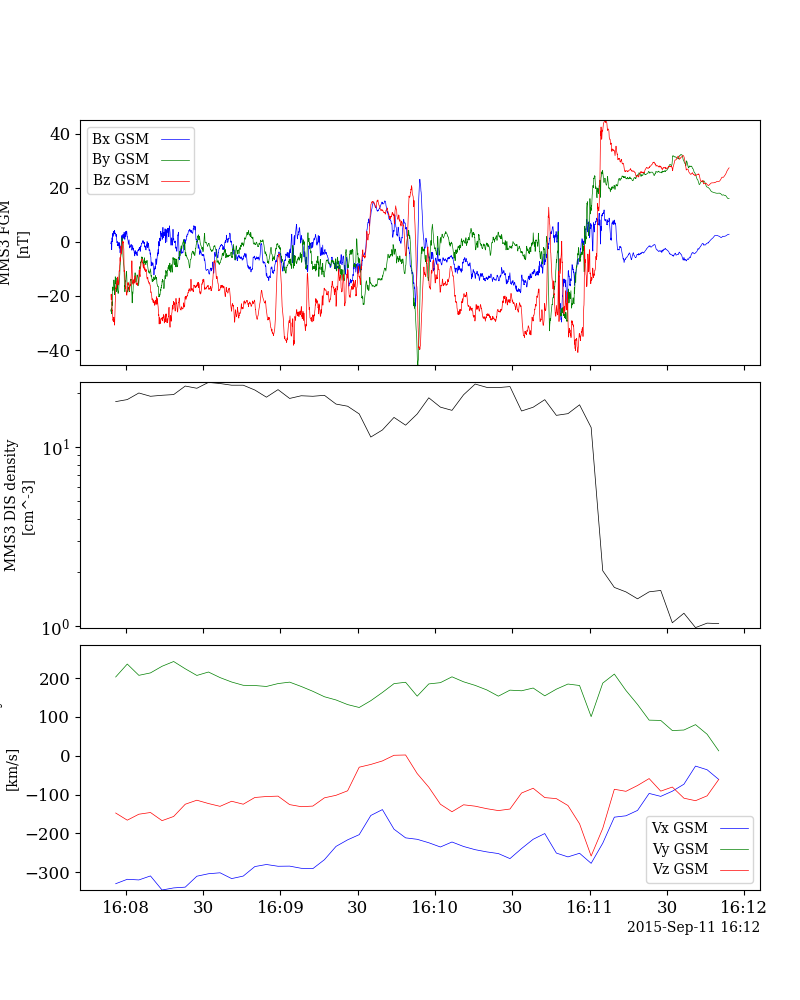 40
20
0
−20
−40
MMS3 FGM
[nT]
Bx GSM
By GSM
Bz GSM
10^1
10^0
MMS3 DIS density
[cm^-3]
200
100
0
−100
−200
−300
[km/s]
Vx GSM
Vy GSM
Vz GSM
16:08 30 16:09 30 16:10 30 16:11 30 16:12
2015-Sep-11 16:12